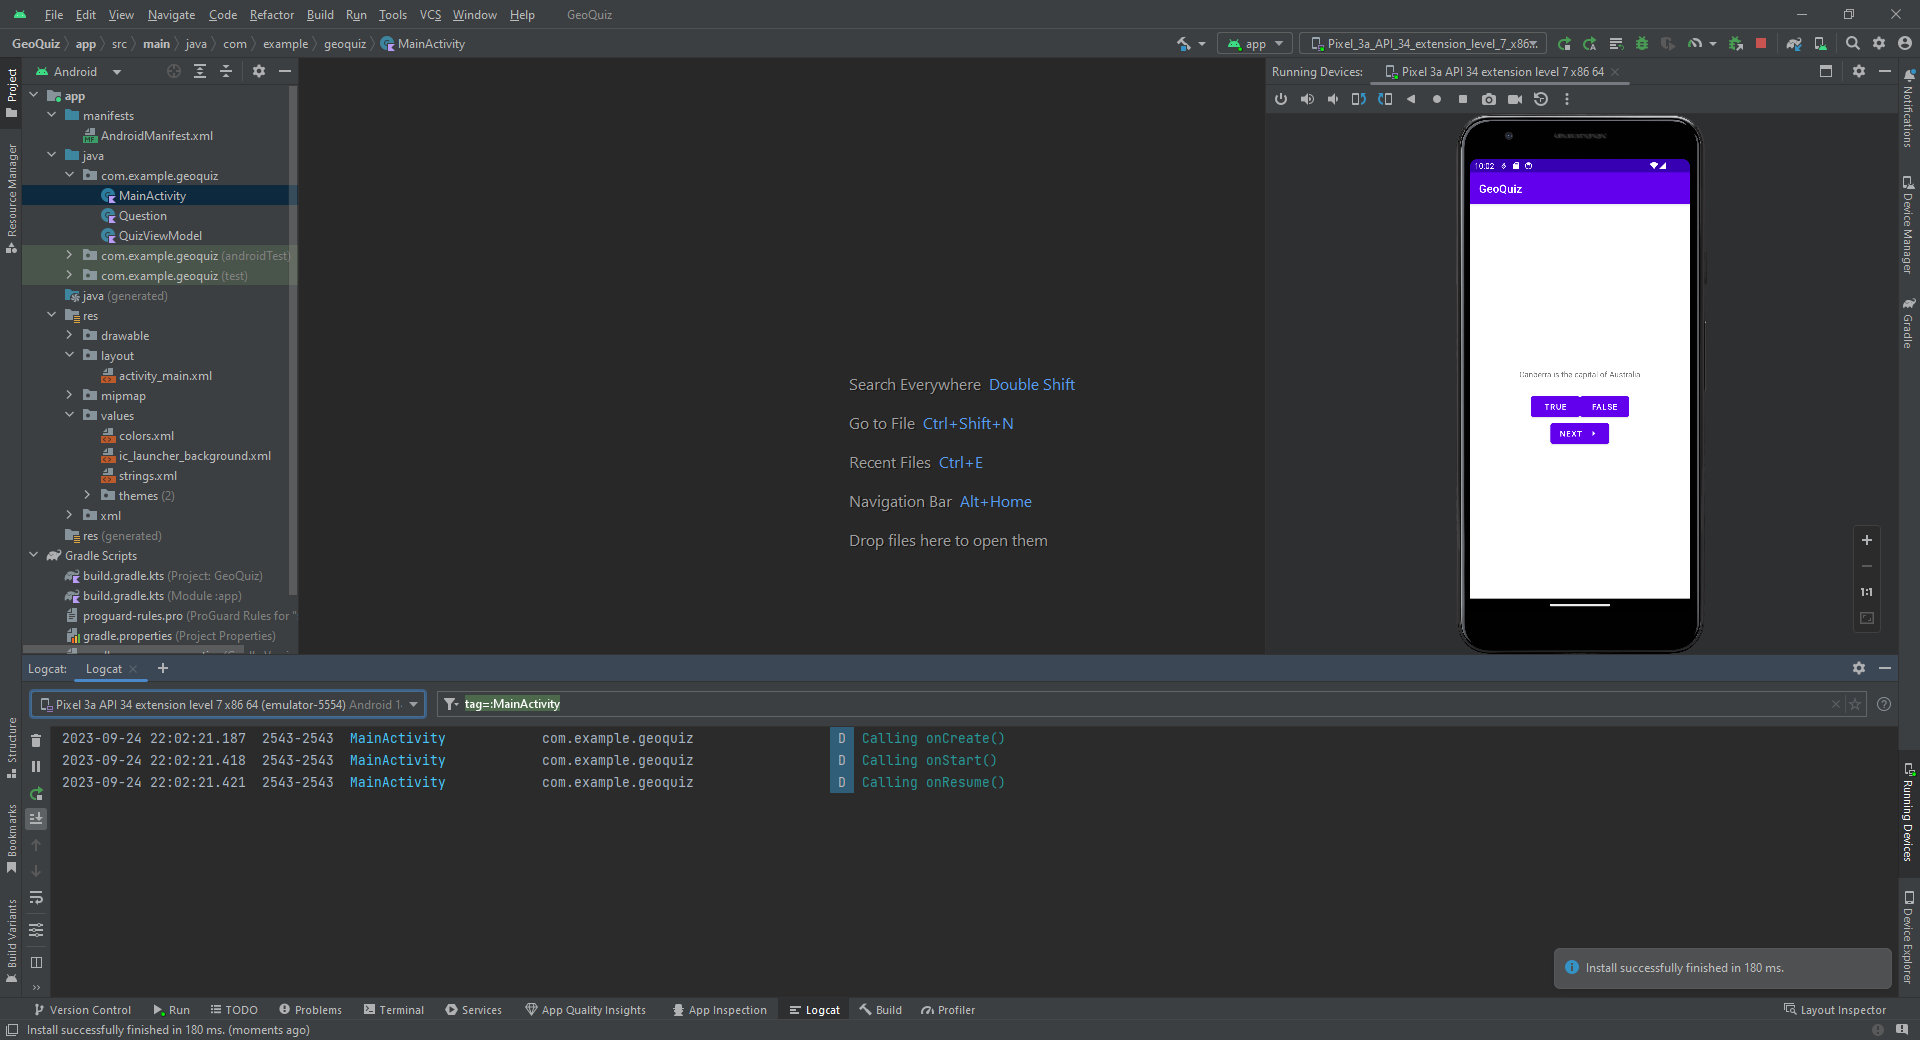 File Edit View Navigate Code Refactor Build Run Tools VCS Window Help GeoQuiz
GeoQuiz app src main java com example geoquiz MainActivity
app
Pixel_3a_API_34_extension_level_7_x86
Android
Running Devices: Pixel 3a API 34 extension level 7 x86 64
Project
Resource Manager
Structure
Bookmarks
Build Variants
app
manifests
AndroidManifest.xml
java
com.example.geoquiz
MainActivity
Question
QuizViewModel
com.example.geoquiz (androidTest)
com.example.geoquiz (test)
java (generated)
res
drawable
layout
activity_main.xml
mipmap
values
colors.xml
ic_launcher_background.xml
strings.xml
themes (2)
xml
res (generated)
Gradle Scripts
build.gradle.kts (Project: GeoQuiz)
build.gradle.kts (Module :app)
proguard-rules.pro (ProGuard Rules for ":
gradle.properties (Project Properties)
Search Everywhere Double Shift
Go to File Ctrl+Shift+N
Recent Files Ctrl+E
Navigation Bar Alt+Home
Drop files here to open them
10:02
GeoQuiz
Canberra is the capital of Australia
TRUE FALSE
NEXT
1:1
Notifications
Device Manager
Gradle
Running Devices
Device Explorer
Logcat: Logcat
Pixel 3a API 34 extension level 7 x86 64 (emulator-5554) Android 1
tag=:MainActivity
2023-09-24 22:02:21.187 2543-2543 MainActivity com.example.geoquiz D Calling onCreate()
2023-09-24 22:02:21.418 2543-2543 MainActivity com.example.geoquiz D Calling onStart()
2023-09-24 22:02:21.421 2543-2543 MainActivity com.example.geoquiz D Calling onResume()
Install successfully finished in 180 ms.
Version Control Run TODO Problems Terminal Services App Quality Insights App Inspection Logcat Build Profiler Layout Inspector
Install successfully finished in 180 ms. (moments ago)